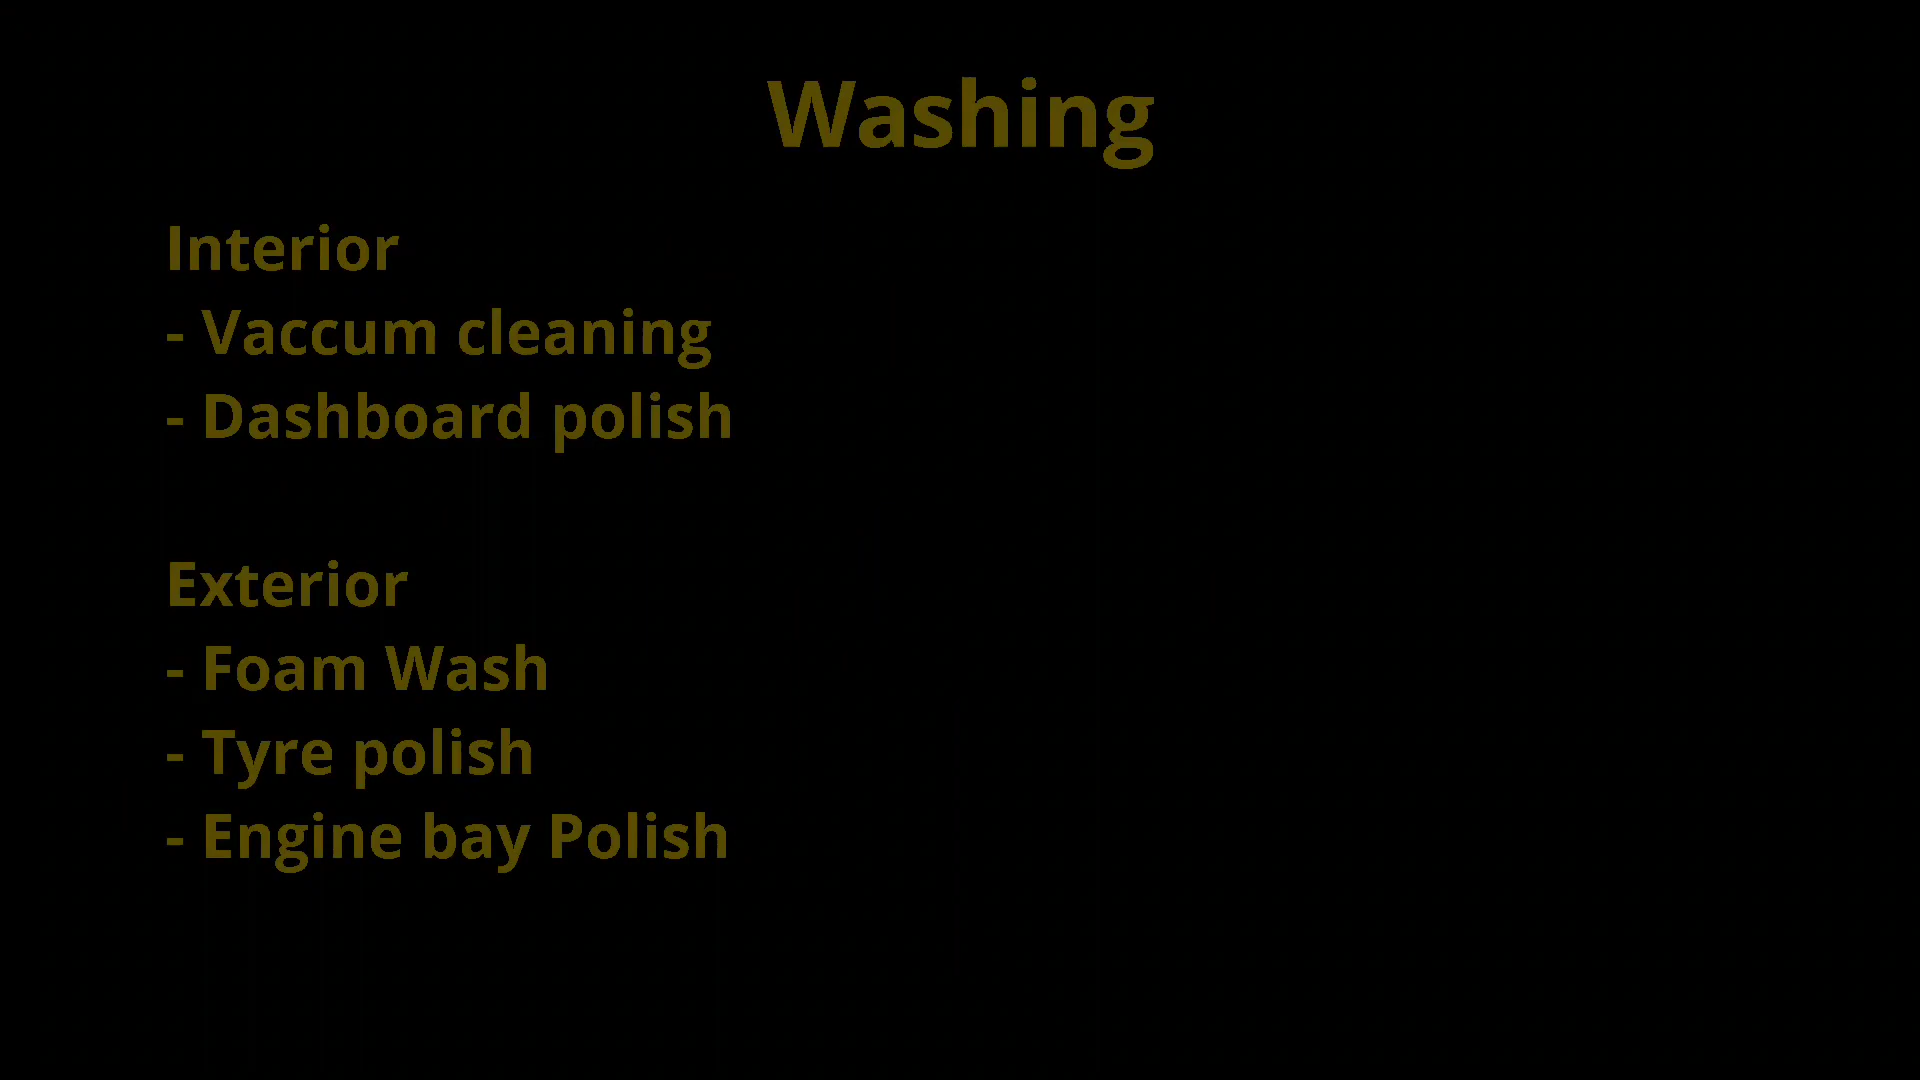 Washing
Interior
- Vaccum cleaning
- Dashboard polish
Exterior
- Foam Wash
- Tyre polish
- Engine bay Polish